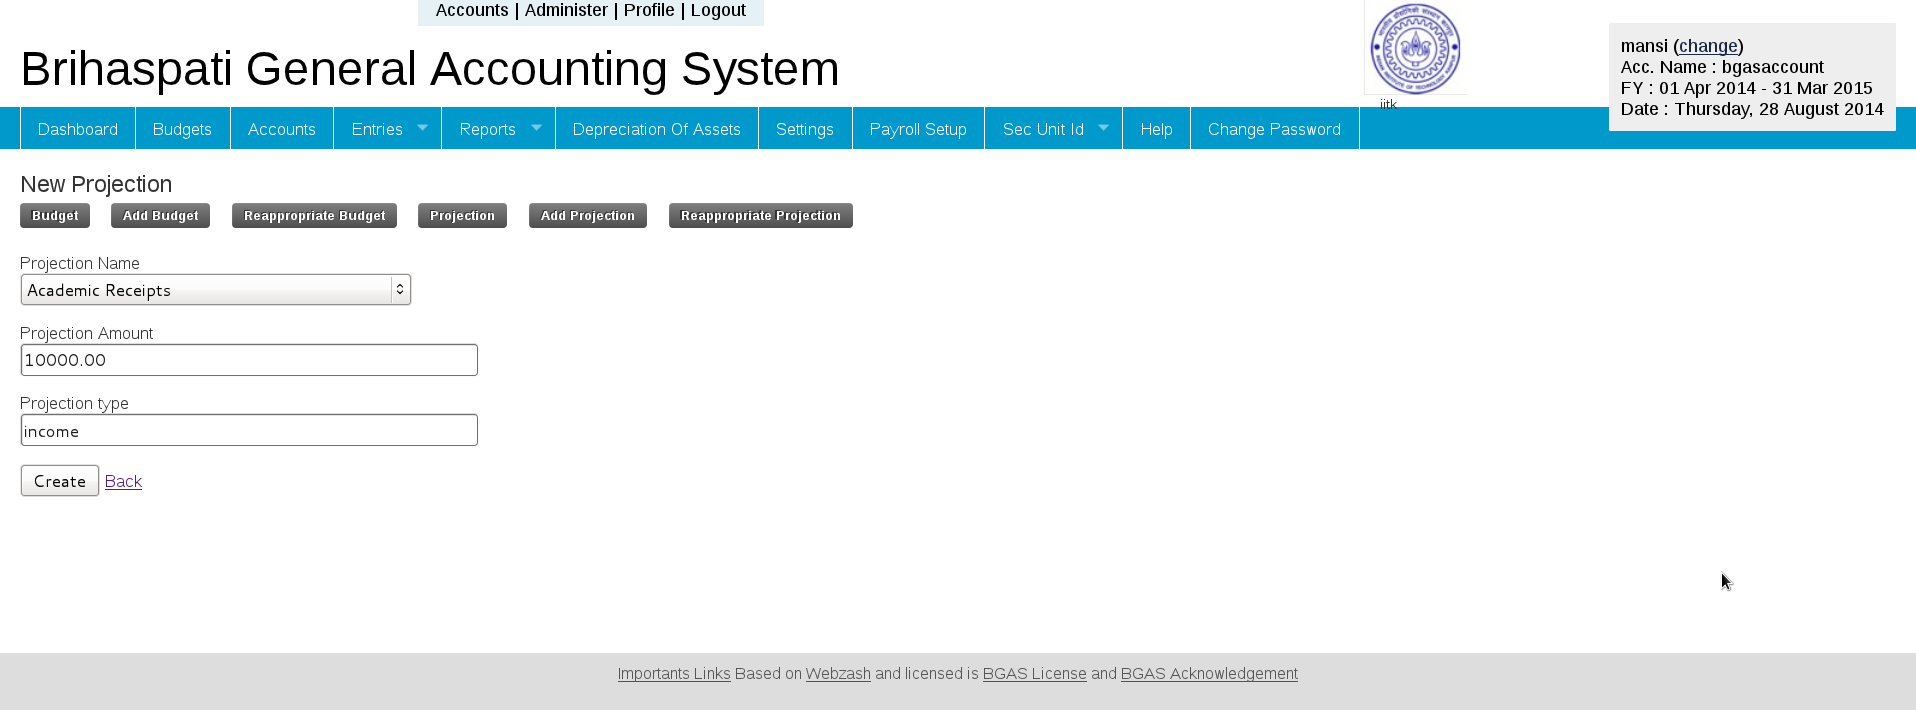 Accounts | Administer | Profile | Logout
Brihaspati General Accounting System
iitk
mansi (change)
Acc. Name : bgasaccount
FY : 01 Apr 2014 - 31 Mar 2015
Date : Thursday, 28 August 2014
Dashboard Budgets Accounts Entries Reports Depreciation Of Assets Settings Payroll Setup Sec Unit Id Help Change Password
New Projection
Budget Add Budget Reappropriate Budget Projection Add Projection Reappropriate Projection
Projection Name
Academic Receipts
Projection Amount
10000.00
Projection type
income
Create Back
Importants Links Based on Webzash and licensed is BGAS License and BGAS Acknowledgement